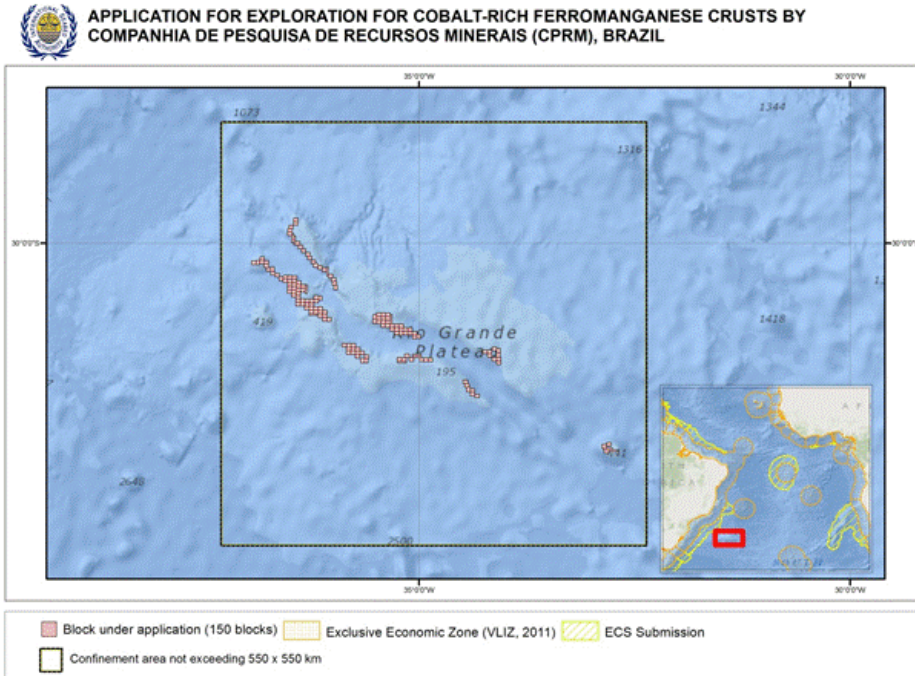 APPLICATION FOR EXPLORATION FOR COBALT-RICH FERROMANGANESE CRUSTS BY
COMPANHIA DE PESQUISA DE RECURSOS MINERAIS (CPRM), BRAZIL
35°0'0"W
30°0'0"W
1073
1344
1316
30°0'0"S
30°0'0"S
419
1418
Rio Grande
Plateau
195
2648
2500
35°0'0"W
30°0'0"W
Block under application (150 blocks)
Exclusive Economic Zone (VLIZ, 2011)
ECS Submission
Confinement area not exceeding 550 x 550 km